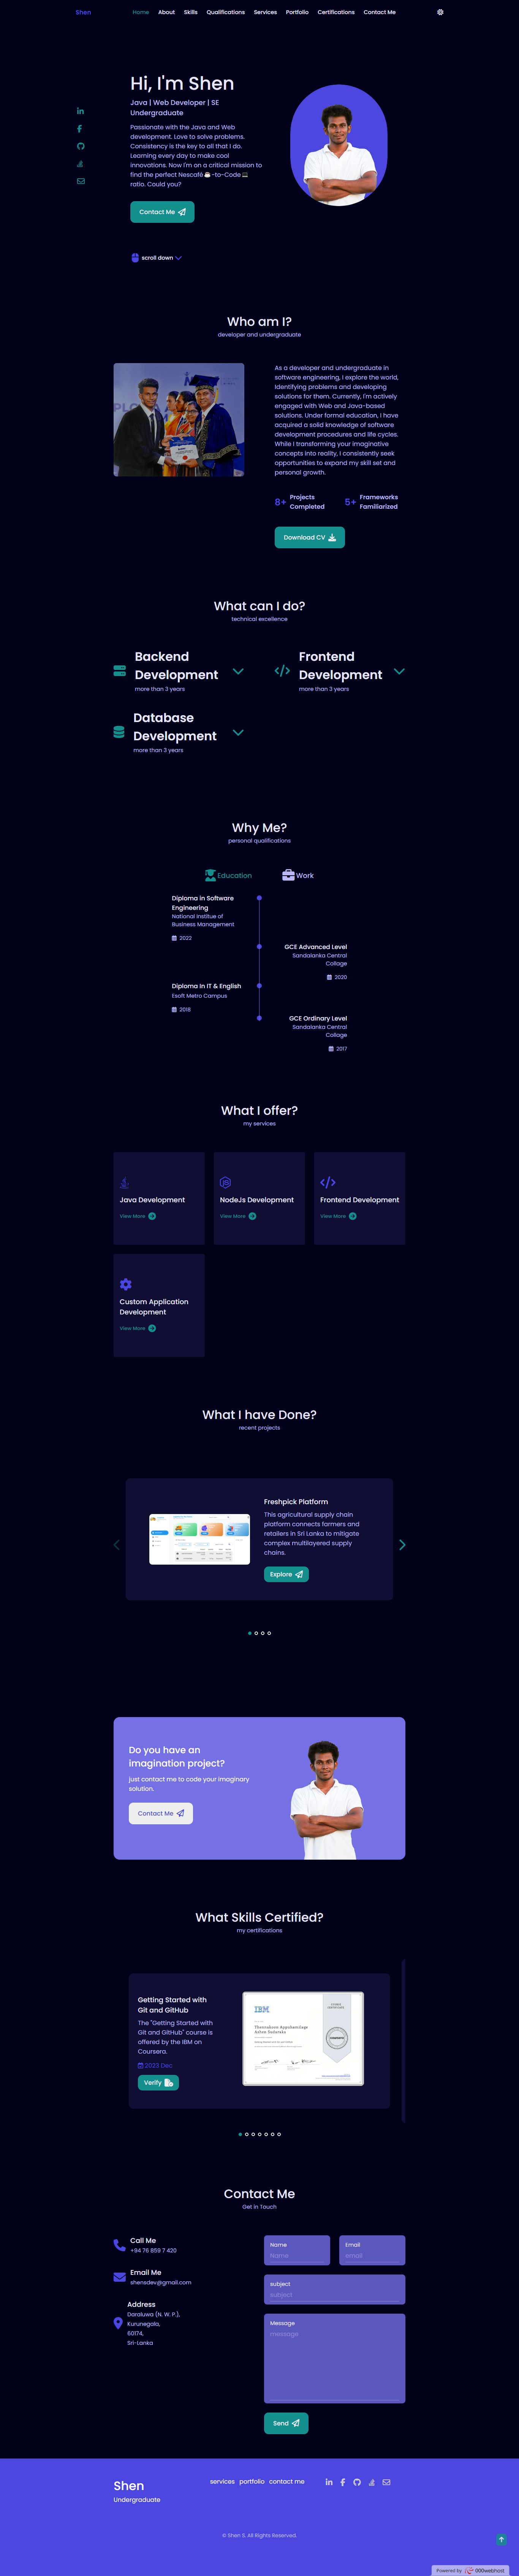 Shen
Home About Skills Qualifications Services Portfolio Certifications Contact Me
Hi, I'm Shen
Java | Web Developer | SE
Undergraduate
Passionate with the Java and Web
development. Love to solve problems.
Consistency is the key to all that I do.
Learning every day to make cool
innovations. Now I'm on a critical mission to
find the perfect Nescafé ☕ -to-Code 💻
ratio. Could you?
Contact Me
scroll down
Who am I?
developer and undergraduate
As a developer and undergraduate in
software engineering, I explore the world,
Identifying problems and developing
solutions for them. Currently, I'm actively
engaged with Web and Java-based
solutions. Under formal education, I have
acquired a solid knowledge of software
development procedures and life cycles.
While I transforming your imaginative
concepts into reality, I consistently seek
opportunities to expand my skill set and
personal growth.
8+ Projects
Completed
5+ Frameworks
Familiarized
Download CV
What can I do?
technical excellence
Backend
Development
more than 3 years
Frontend
Development
more than 3 years
Database
Development
more than 3 years
Why Me?
personal qualifications
Education
Work
Diploma in Software
Engineering
National Institue of
Business Management
2022
GCE Advanced Level
Sandalanka Central
Collage
2020
Diploma In IT & English
Esoft Metro Campus
2018
GCE Ordinary Level
Sandalanka Central
Collage
2017
What I offer?
my services
Java Development
View More
NodeJs Development
View More
Frontend Development
View More
Custom Application
Development
View More
What I have Done?
recent projects
Freshpick Platform
This agricultural supply chain
platform connects farmers and
retailers in Sri Lanka to mitigate
complex multilayered supply
chains.
Explore
Do you have an
imagination project?
just contact me to code your imaginary
solution.
Contact Me
What Skills Certified?
my certifications
Getting Started with
Git and GitHub
The "Getting Started with
Git and GitHub" course is
offered by the IBM on
Coursera.
2023 Dec
Verify
IBM
Contact Me
Get in Touch
Call Me
+94 76 859 7 420
Email Me
shensdev@gmail.com
Address
Daraluwa (N. W. P.),
Kurunegala,
60174,
Sri-Lanka
Name
Name
Email
email
subject
subject
Message
message
Send
Shen
Undergraduate
services portfolio contact me
© Shen X. All Rights Reserved.
Powered by 000webhost